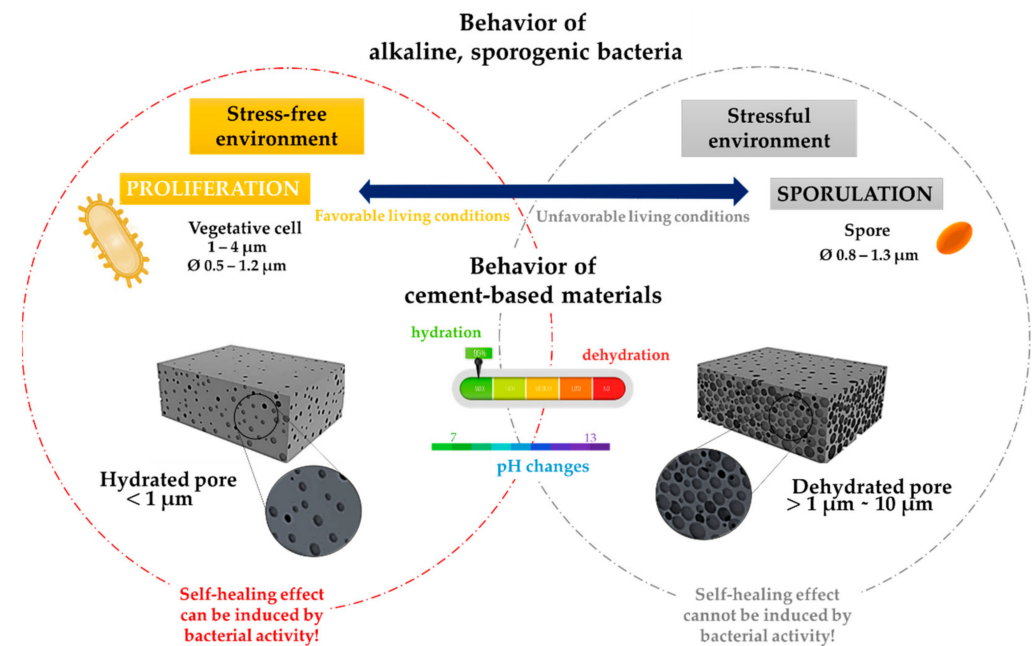 Behavior of
alkaline, sporogenic bacteria
Stress-free
environment
Stressful
environment
PROLIFERATION
SPORULATION
Favorable living conditions
Unfavorable living conditions
Vegetative cell
1 – 4 µm
Ø 0.5 – 1.2 µm
Spore
Ø 0.8 – 1.3 µm
Behavior of
cement-based materials
hydration
dehydration
95%
7
13
pH changes
Hydrated pore
< 1 µm
Dehydrated pore
> 1 µm ~ 10 µm
Self-healing effect
can be induced by
bacterial activity!
Self-healing effect
cannot be induced by
bacterial activity!